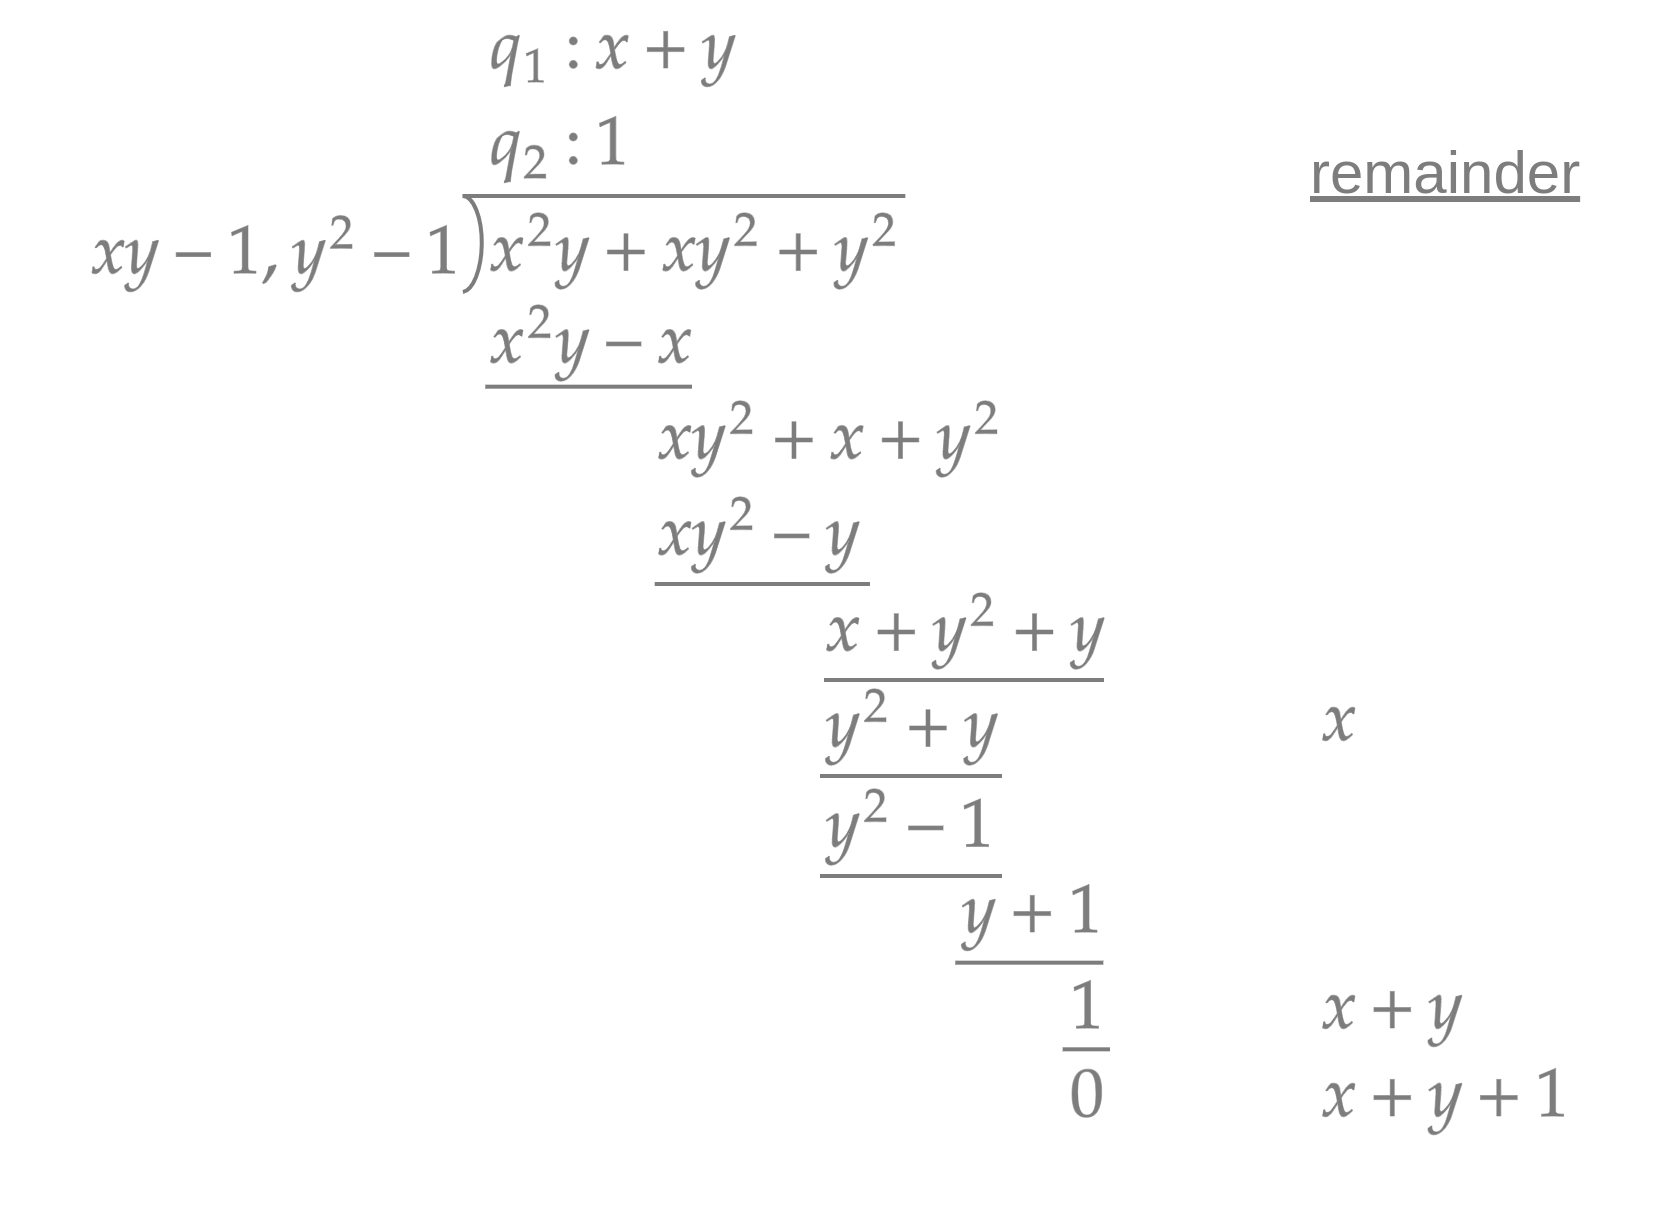 q₁ : x + y
q₂ : 1
remainder
xy − 1, y² − 1 ) x²y + xy² + y²
x²y − x
xy² + x + y²
xy² − y
x + y² + y
y² + y x
y² − 1
y + 1
1 x + y
0 x + y + 1